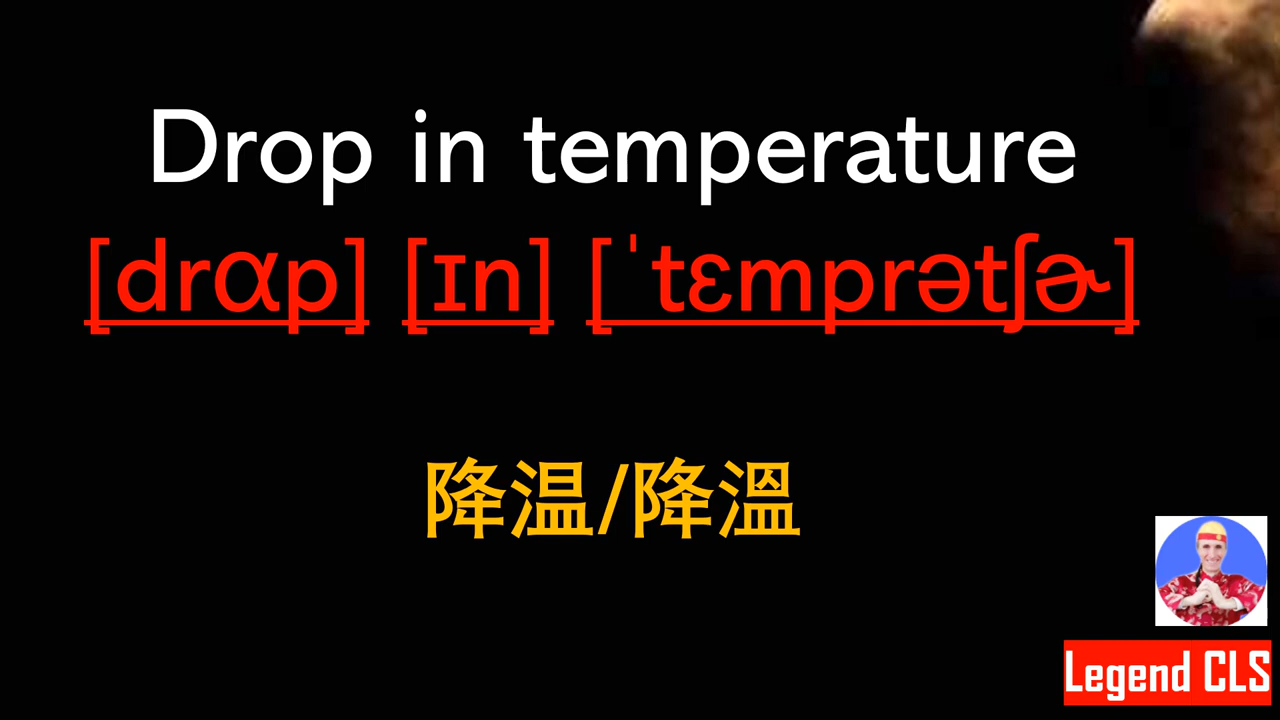 Drop in temperature
[drɑp] [ɪn] [ˈtɛmprətʃɚ]
降温/降溫
Legend CLS